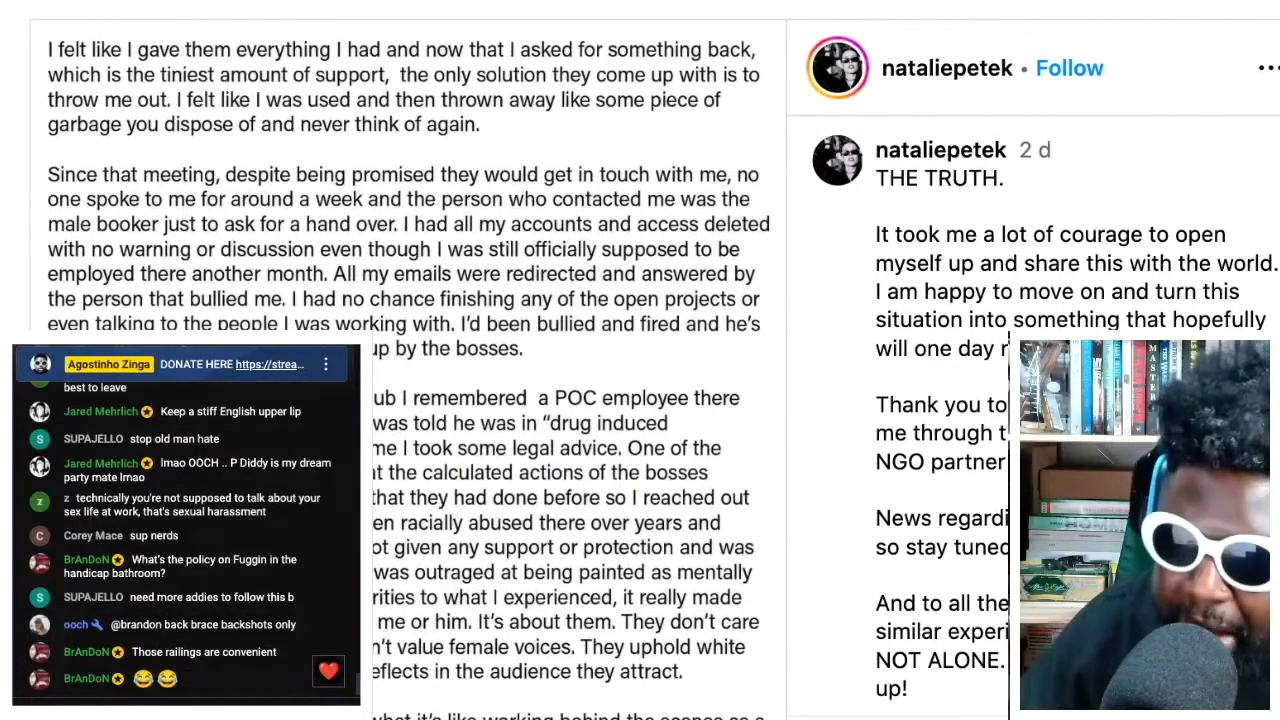 I felt like I gave them everything I had and now that I asked for something back,
which is the tiniest amount of support, the only solution they come up with is to
throw me out. I felt like I was used and then thrown away like some piece of
garbage you dispose of and never think of again.
Since that meeting, despite being promised they would get in touch with me, no
one spoke to me for around a week and the person who contacted me was the
male booker just to ask for a hand over. I had all my accounts and access deleted
with no warning or discussion even though I was still officially supposed to be
employed there another month. All my emails were redirected and answered by
the person that bullied me. I had no chance finishing any of the open projects or
even talking to the people I was working with. I'd been bullied and fired and he's
up by the bosses.
ub I remembered a POC employee there
was told he was in "drug induced
me I took some legal advice. One of the
at the calculated actions of the bosses
that they had done before so I reached out
en racially abused there over years and
ot given any support or protection and was
was outraged at being painted as mentally
rities to what I experienced, it really made
me or him. It's about them. They don't care
n't value female voices. They uphold white
eflects in the audience they attract.
what it's like working behind the scenes as a
nataliepetek • Follow
nataliepetek 2 d
THE TRUTH.
It took me a lot of courage to open
myself up and share this with the world.
I am happy to move on and turn this
situation into something that hopefully
will one day
Thank you to
me through t
NGO partner
News regardi
so stay tuned
And to all the
similar experi
NOT ALONE.
up!
Agostinho Zinga DONATE HERE https://strea...
best to leave
Jared Mehrlich Keep a stiff English upper lip
SUPAJELLO stop old man hate
Jared Mehrlich lmao OOCH .. P Diddy is my dream
party mate lmao
z technically you're not supposed to talk about your
sex life at work, that's sexual harassment
Corey Mace sup nerds
BrAnDoN What's the policy on Fuggin in the
handicap bathroom?
SUPAJELLO need more addies to follow this b
ooch @brandon back brace backshots only
BrAnDoN Those railings are convenient
BrAnDoN 😂😂
MASTER